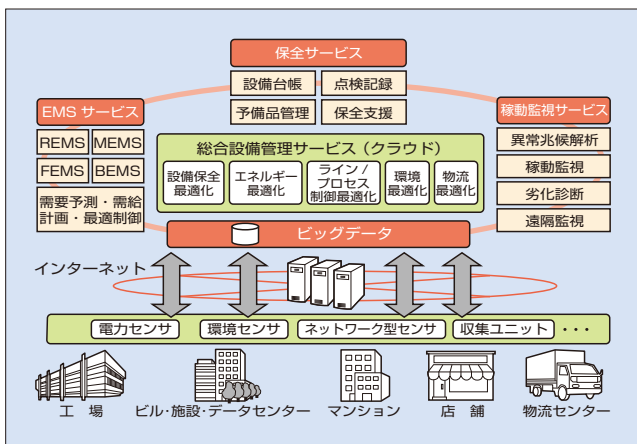 保全サービス
設備台帳
点検記録
予備品管理
保全支援
EMS サービス
REMS
MEMS
FEMS
BEMS
需要予測・需給
計画・最適制御
総合設備管理サービス（クラウド）
設備保全
最適化
エネルギー
最適化
ライン／
プロセス
制御最適化
環境
最適化
物流
最適化
稼動監視サービス
異常兆候解析
稼動監視
劣化診断
遠隔監視
ビッグデータ
インターネット
電力センサ
環境センサ
ネットワーク型センサ
収集ユニット
・・・
工 場
ビル・施設・データセンター
マンション
店 舗
物流センター